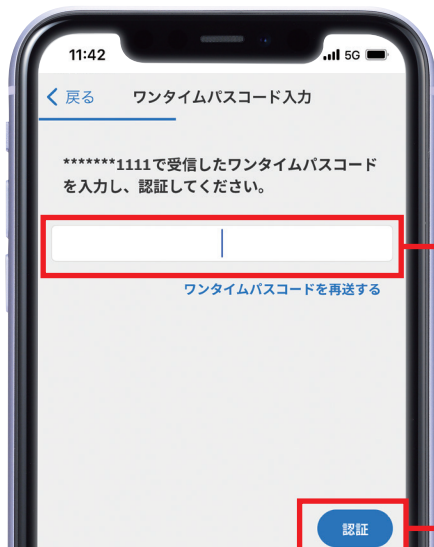 11:42
5G
戻る ワンタイムパスコード入力
*******1111で受信したワンタイムパスコード
を入力し、認証してください。
ワンタイムパスコードを再送する
認証